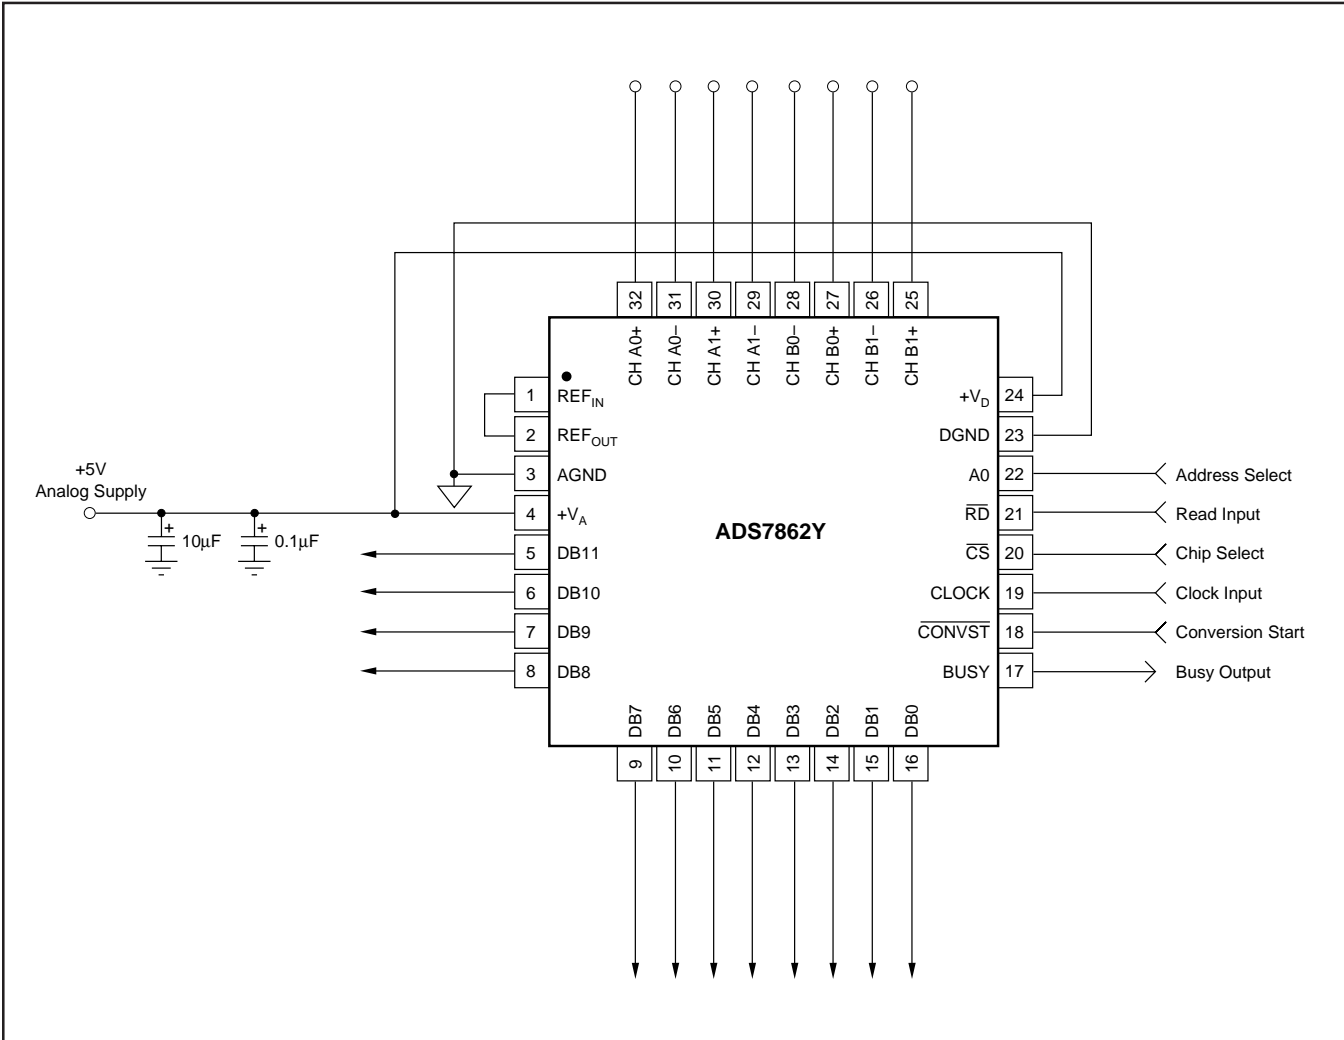 32
31
30
29
28
27
26
25
CH A0+
CH A0–
CH A1+
CH A1–
CH B0–
CH B0+
CH B1–
CH B1+
1 REF_IN
2 REF_OUT
3 AGND
4 +V_A
5 DB11
6 DB10
7 DB9
8 DB8
+5V
Analog Supply
+
10μF
+
0.1μF
ADS7862Y
+V_D 24
DGND 23
A0 22 Address Select
R̅D̅ 21 Read Input
C̅S̅ 20 Chip Select
CLOCK 19 Clock Input
C̅O̅N̅V̅S̅T̅ 18 Conversion Start
BUSY 17 Busy Output
DB7
DB6
DB5
DB4
DB3
DB2
DB1
DB0
9
10
11
12
13
14
15
16